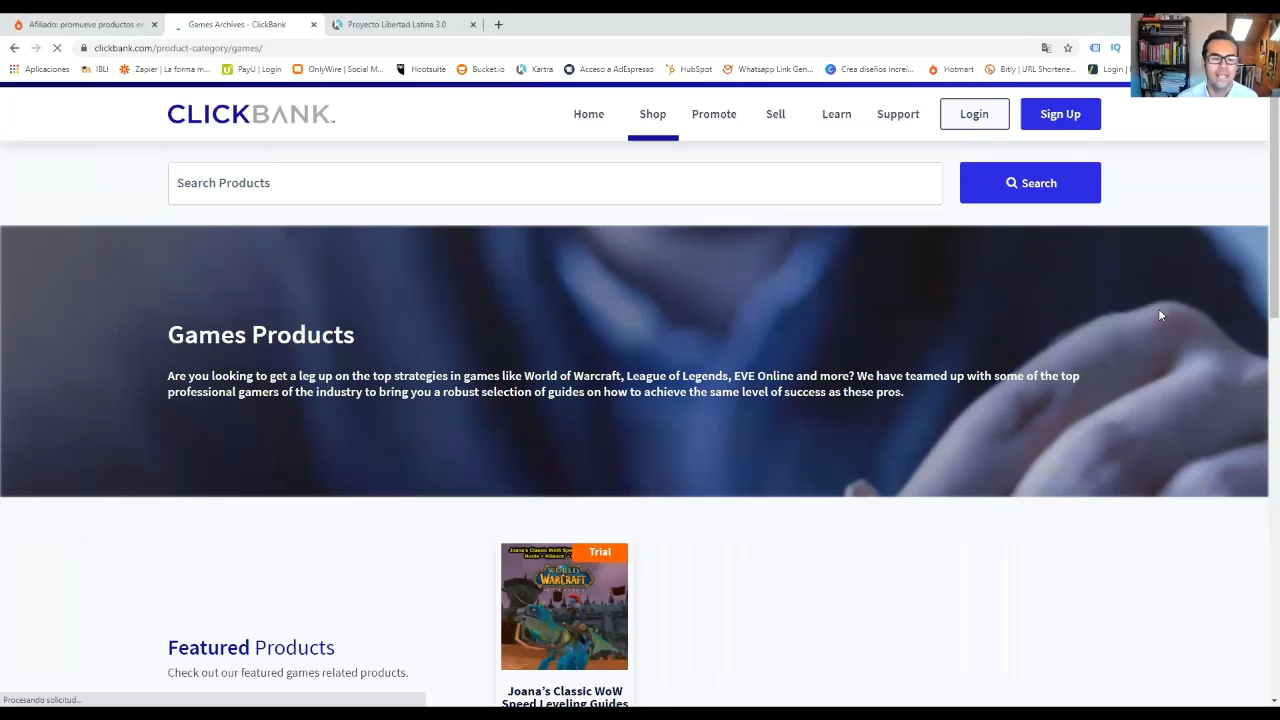 Afiliado: promueve productos en
Games Archives - ClickBank
Proyecto Libertad Latina 3.0
clickbank.com/product-category/games/
Aplicaciones
IBLI
Zapier | La forma m...
PayU | Login
OnlyWire | Social M...
Hootsuite
Bucket.io
Kartra
Acceso a AdEspresso
HubSpot
Whatsapp Link Gen...
Crea diseños increí...
Hotmart
Bitly | URL Shortene...
Login |
CLICKBANK
Home
Shop
Promote
Sell
Learn
Support
Login
Sign Up
Search Products
Search
Games Products
Are you looking to get a leg up on the top strategies in games like World of Warcraft, League of Legends, EVE Online and more? We have teamed up with some of the top
professional gamers of the industry to bring you a robust selection of guides on how to achieve the same level of success as these pros.
Trial
WORLD
WARCRAFT
Featured Products
Check out our featured games related products.
Joana's Classic WoW
Speed Leveling Guides
Procesando solicitud...